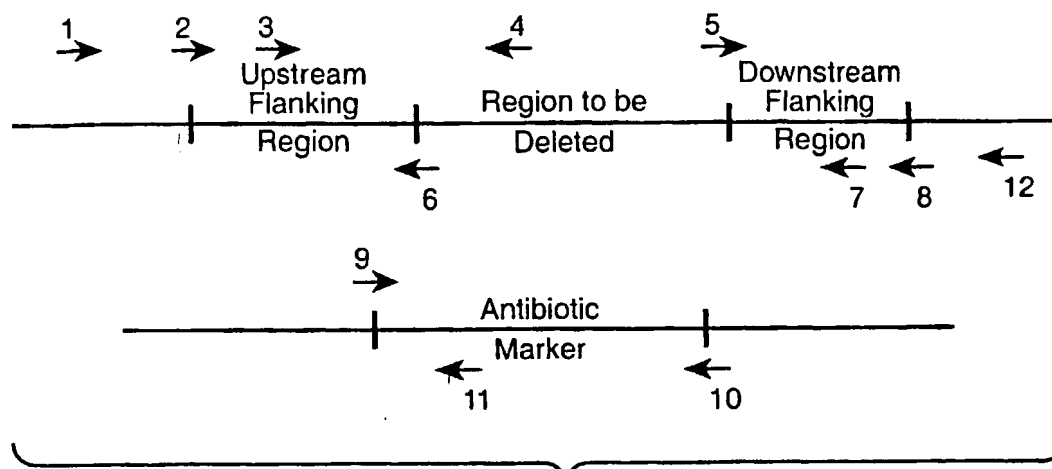 1 2 3 4 5
Upstream Downstream
Flanking Region to be Flanking
Region Deleted Region
6 7 8 12
9
Antibiotic
Marker
11 10